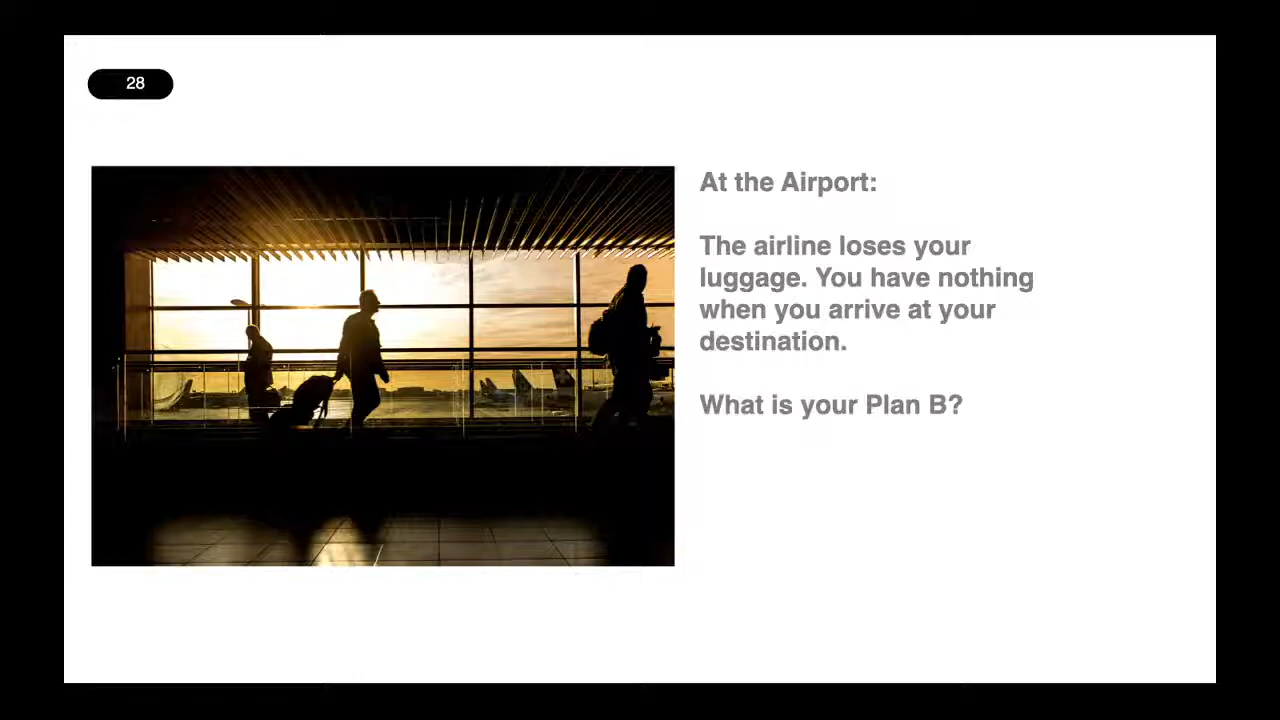 28
At the Airport:
The airline loses your
luggage. You have nothing
when you arrive at your
destination.
What is your Plan B?